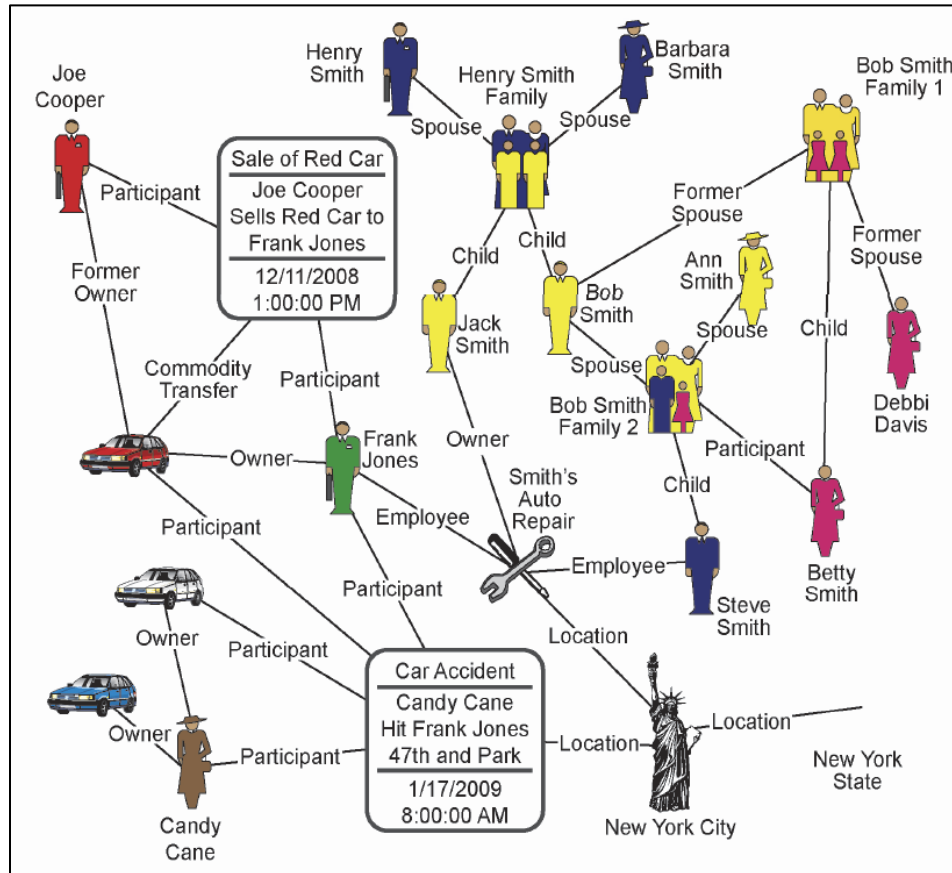 Joe
Cooper
Henry
Smith
Henry Smith
Family
Barbara
Smith
Bob Smith
Family 1
Spouse
Spouse
Participant
Sale of Red Car
Joe Cooper
Sells Red Car to
Frank Jones
12/11/2008
1:00:00 PM
Former
Owner
Former
Spouse
Former
Spouse
Child
Child
Ann
Smith
Jack
Smith
Bob
Smith
Spouse
Child
Commodity
Transfer
Participant
Spouse
Bob Smith
Family 2
Debbi
Davis
Owner
Frank
Jones
Owner
Participant
Smith's
Auto
Repair
Child
Participant
Employee
Employee
Betty
Smith
Steve
Smith
Participant
Owner
Participant
Location
Car Accident
Candy Cane
Hit Frank Jones
47th and Park
1/17/2009
8:00:00 AM
Owner
Participant
Location
Location
New York
State
Candy
Cane
New York City